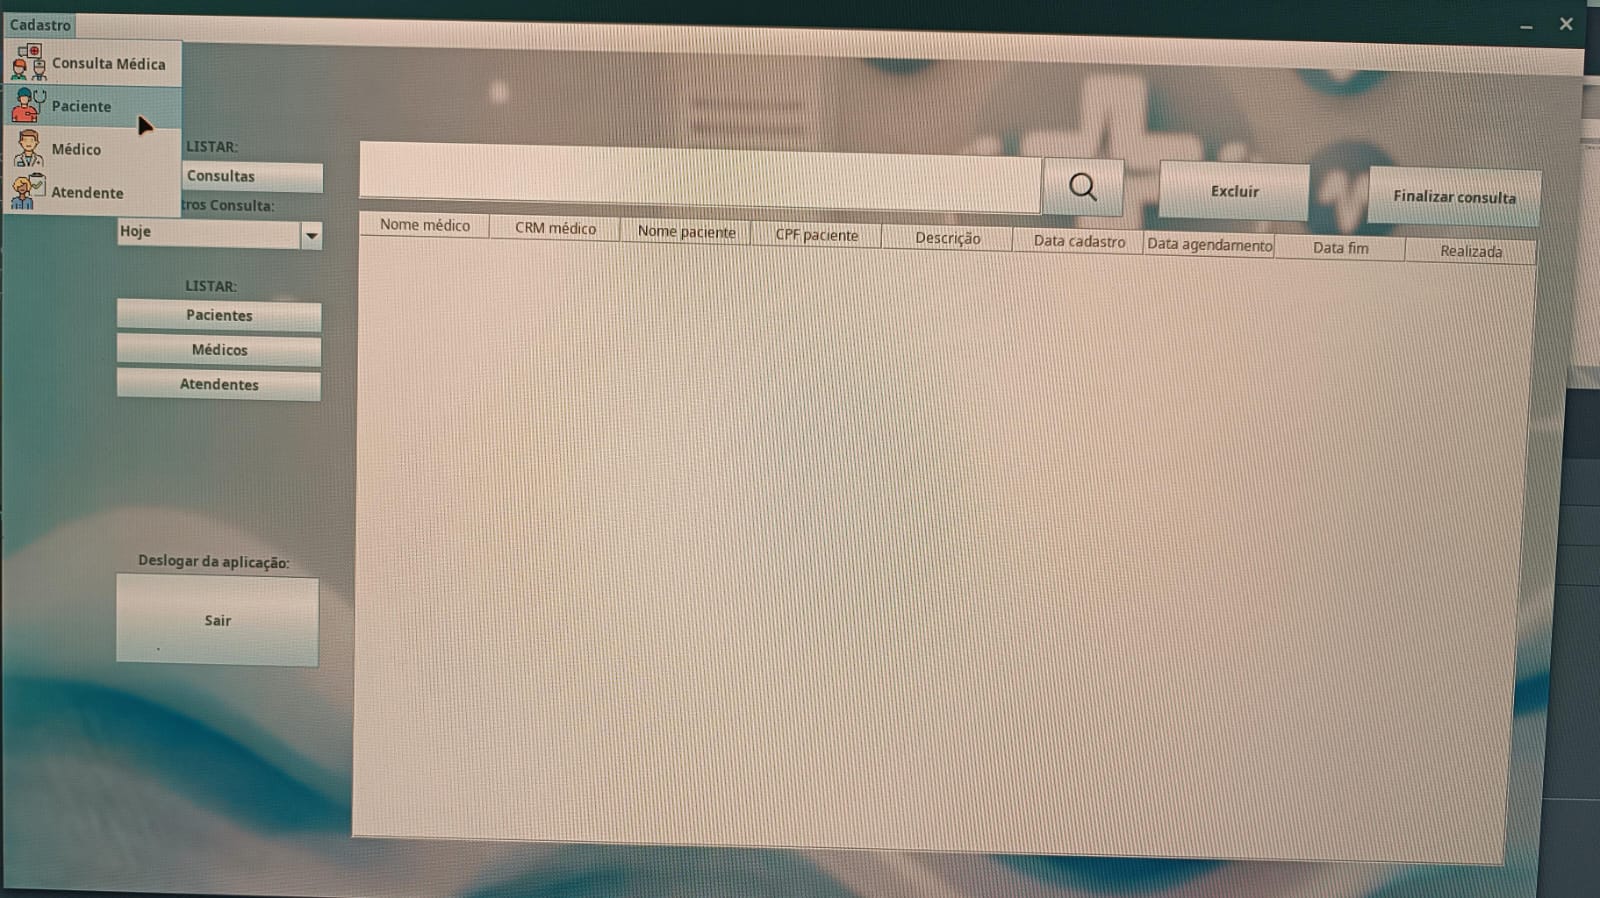 Cadastro
Consulta Médica
Paciente
Médico
Atendente
LISTAR:
Consultas
tros Consulta:
Hoje
LISTAR:
Pacientes
Médicos
Atendentes
Deslogar da aplicação:
Sair
Excluir
Finalizar consulta
Nome médico CRM médico Nome paciente CPF paciente Descrição Data cadastro Data agendamento Data fim Realizada